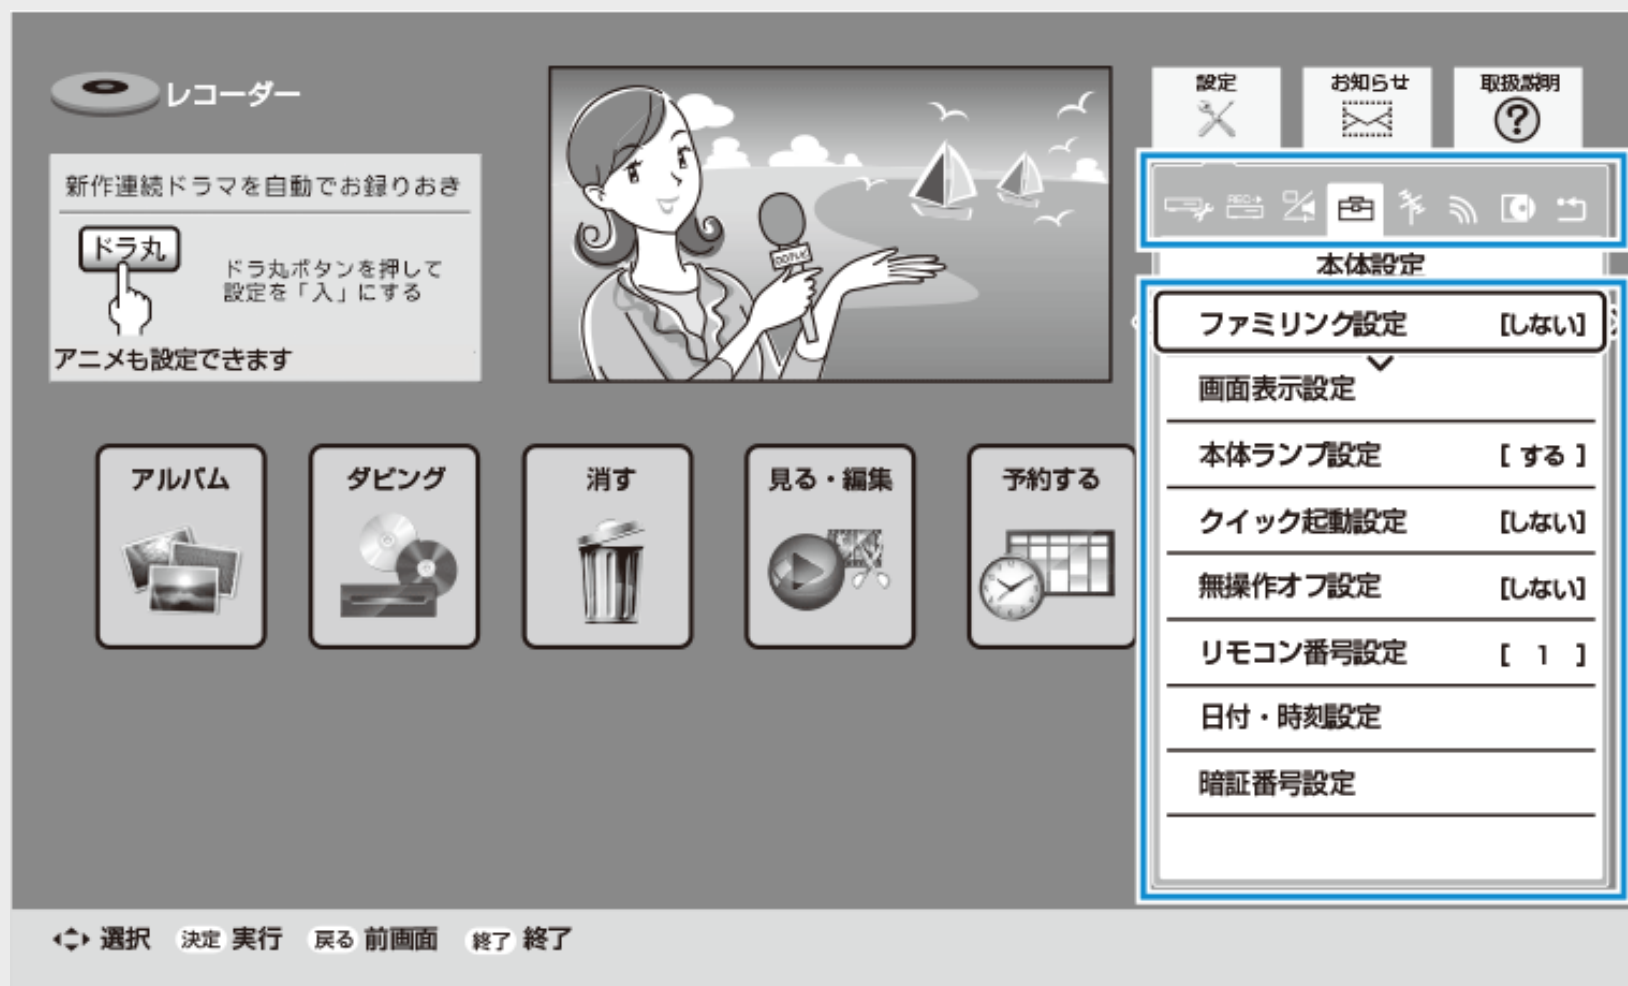 レコーダー
新作連続ドラマを自動でお録りおき
ドラ丸
ドラ丸ボタンを押して
設定を「入」にする
アニメも設定できます
設定
お知らせ
取扱説明
?
本体設定
ファミリンク設定 [しない]
画面表示設定
本体ランプ設定 [ する ]
クイック起動設定 [しない]
無操作オフ設定 [しない]
リモコン番号設定 [ 1 ]
日付・時刻設定
暗証番号設定
アルバム
ダビング
消す
見る・編集
予約する
選択 決定 実行 戻る 前画面 終了 終了